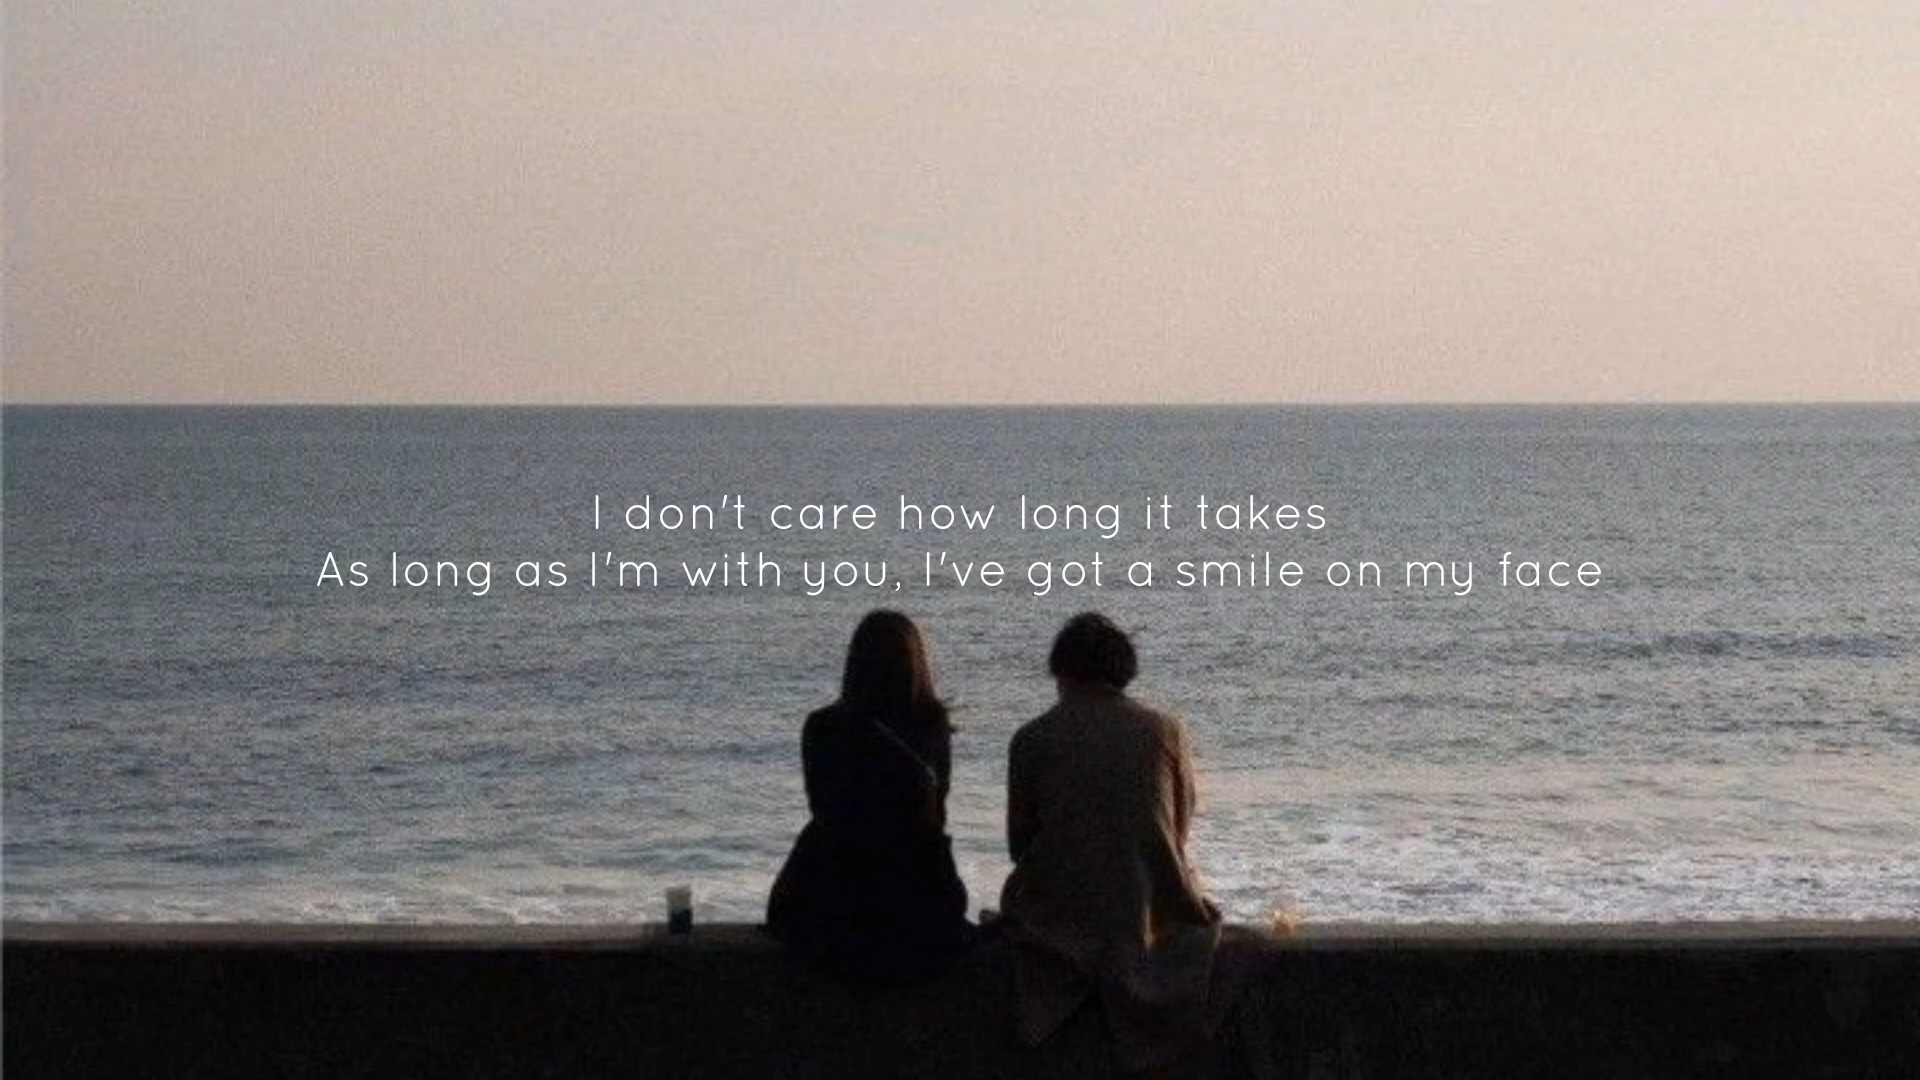 I don't care how long it takes
As long as I'm with you, I've got a smile on my face